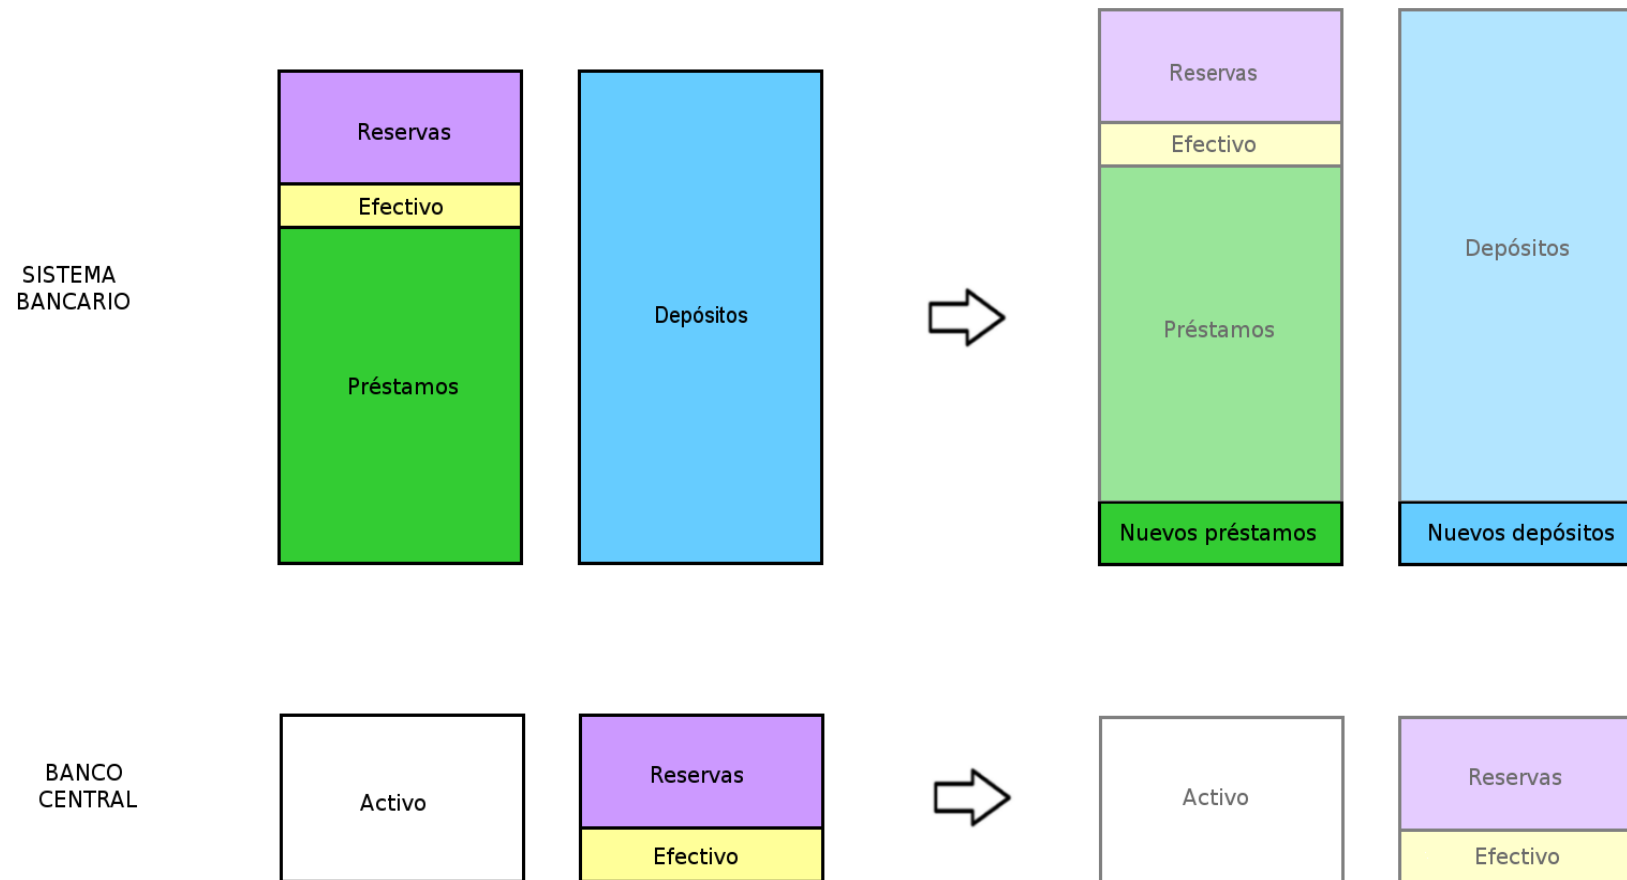 Reservas
Efectivo
Préstamos
Depósitos
SISTEMA
BANCARIO
Reservas
Efectivo
Préstamos
Depósitos
Nuevos préstamos
Nuevos depósitos
BANCO
CENTRAL
Activo
Reservas
Efectivo
Activo
Reservas
Efectivo